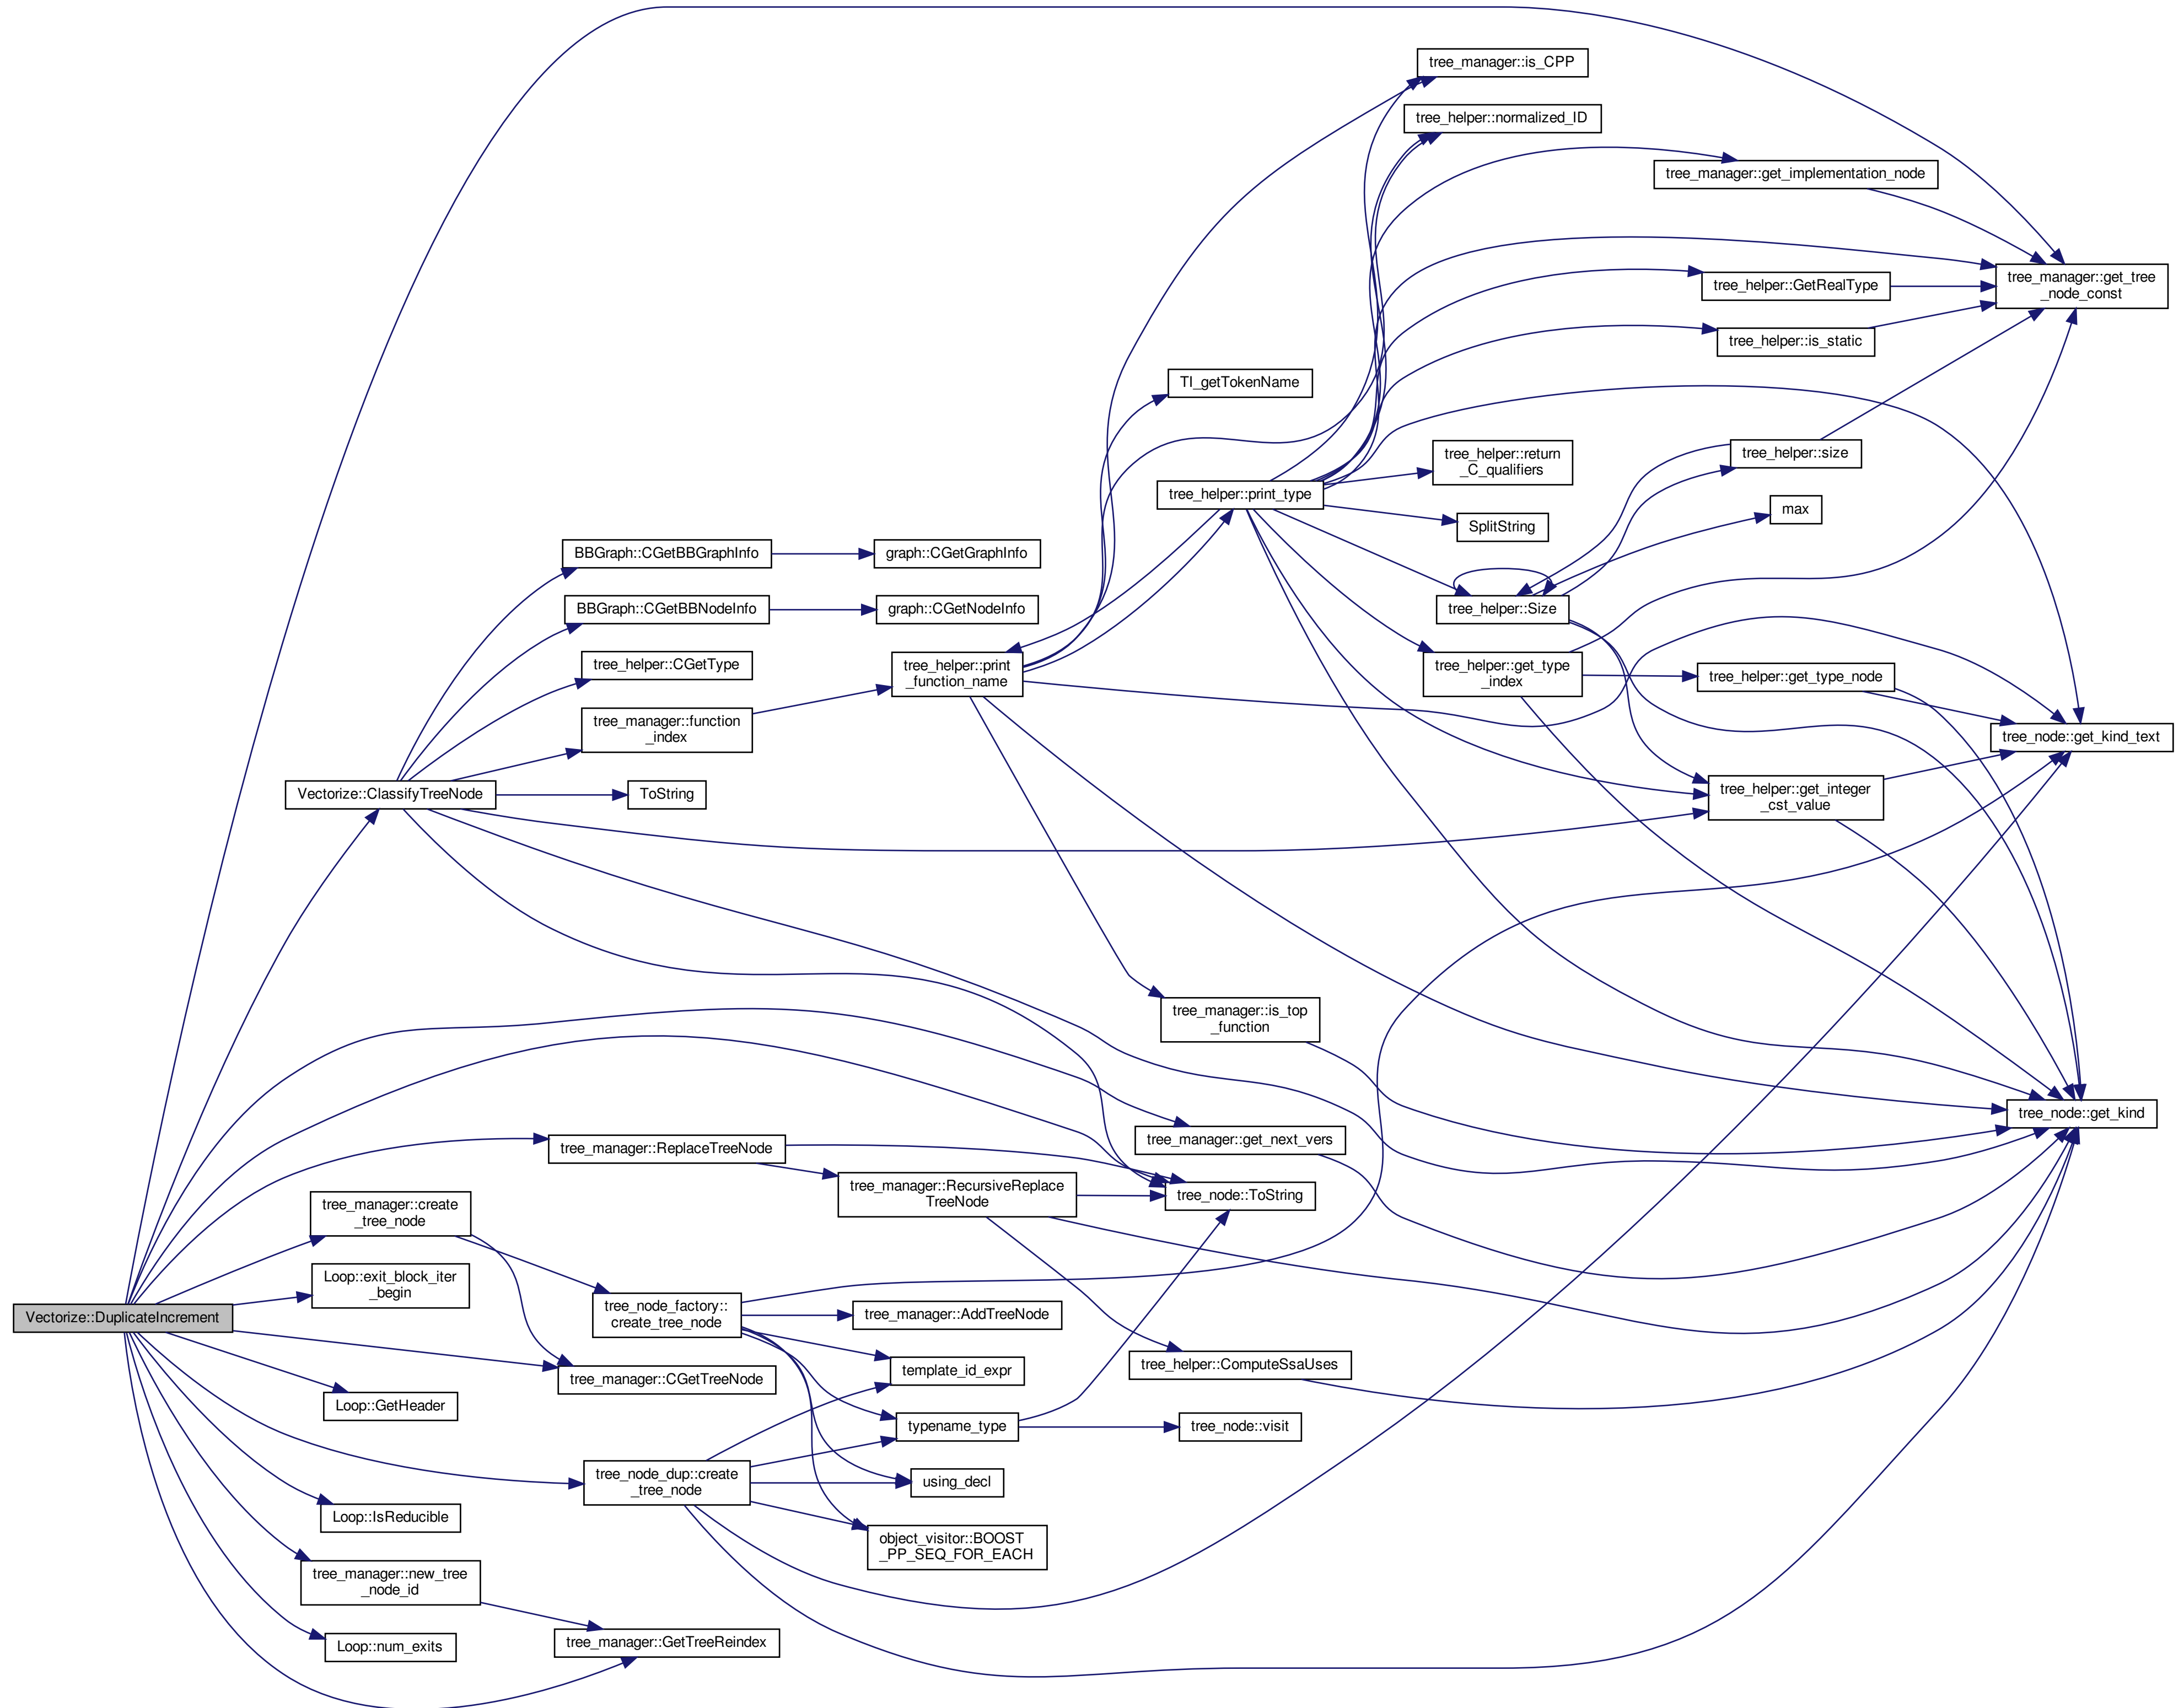 tree_manager::is_CPP
tree_helper::normalized_ID
tree_manager::get_implementation_node
tree_manager::get_tree
_node_const
tree_helper::GetRealType
tree_helper::is_static
TI_getTokenName
tree_helper::return
_C_qualifiers
tree_helper::size
tree_helper::print_type
max
SplitString
BBGraph::CGetBBGraphInfo
graph::CGetGraphInfo
BBGraph::CGetBBNodeInfo
graph::CGetNodeInfo
tree_helper::Size
tree_helper::CGetType
tree_helper::print
_function_name
tree_helper::get_type
_index
tree_helper::get_type_node
tree_manager::function
_index
tree_node::get_kind_text
Vectorize::ClassifyTreeNode
ToString
tree_helper::get_integer
_cst_value
tree_manager::is_top
_function
tree_node::get_kind
tree_manager::get_next_vers
tree_manager::ReplaceTreeNode
tree_manager::RecursiveReplace
TreeNode
tree_node::ToString
tree_manager::create
_tree_node
Loop::exit_block_iter
_begin
Vectorize::DuplicateIncrement
tree_node_factory::
create_tree_node
tree_manager::AddTreeNode
tree_manager::CGetTreeNode
template_id_expr
tree_helper::ComputeSsaUses
Loop::GetHeader
typename_type
tree_node::visit
tree_node_dup::create
_tree_node
using_decl
Loop::IsReducible
object_visitor::BOOST
_PP_SEQ_FOR_EACH
tree_manager::new_tree
_node_id
Loop::num_exits
tree_manager::GetTreeReindex